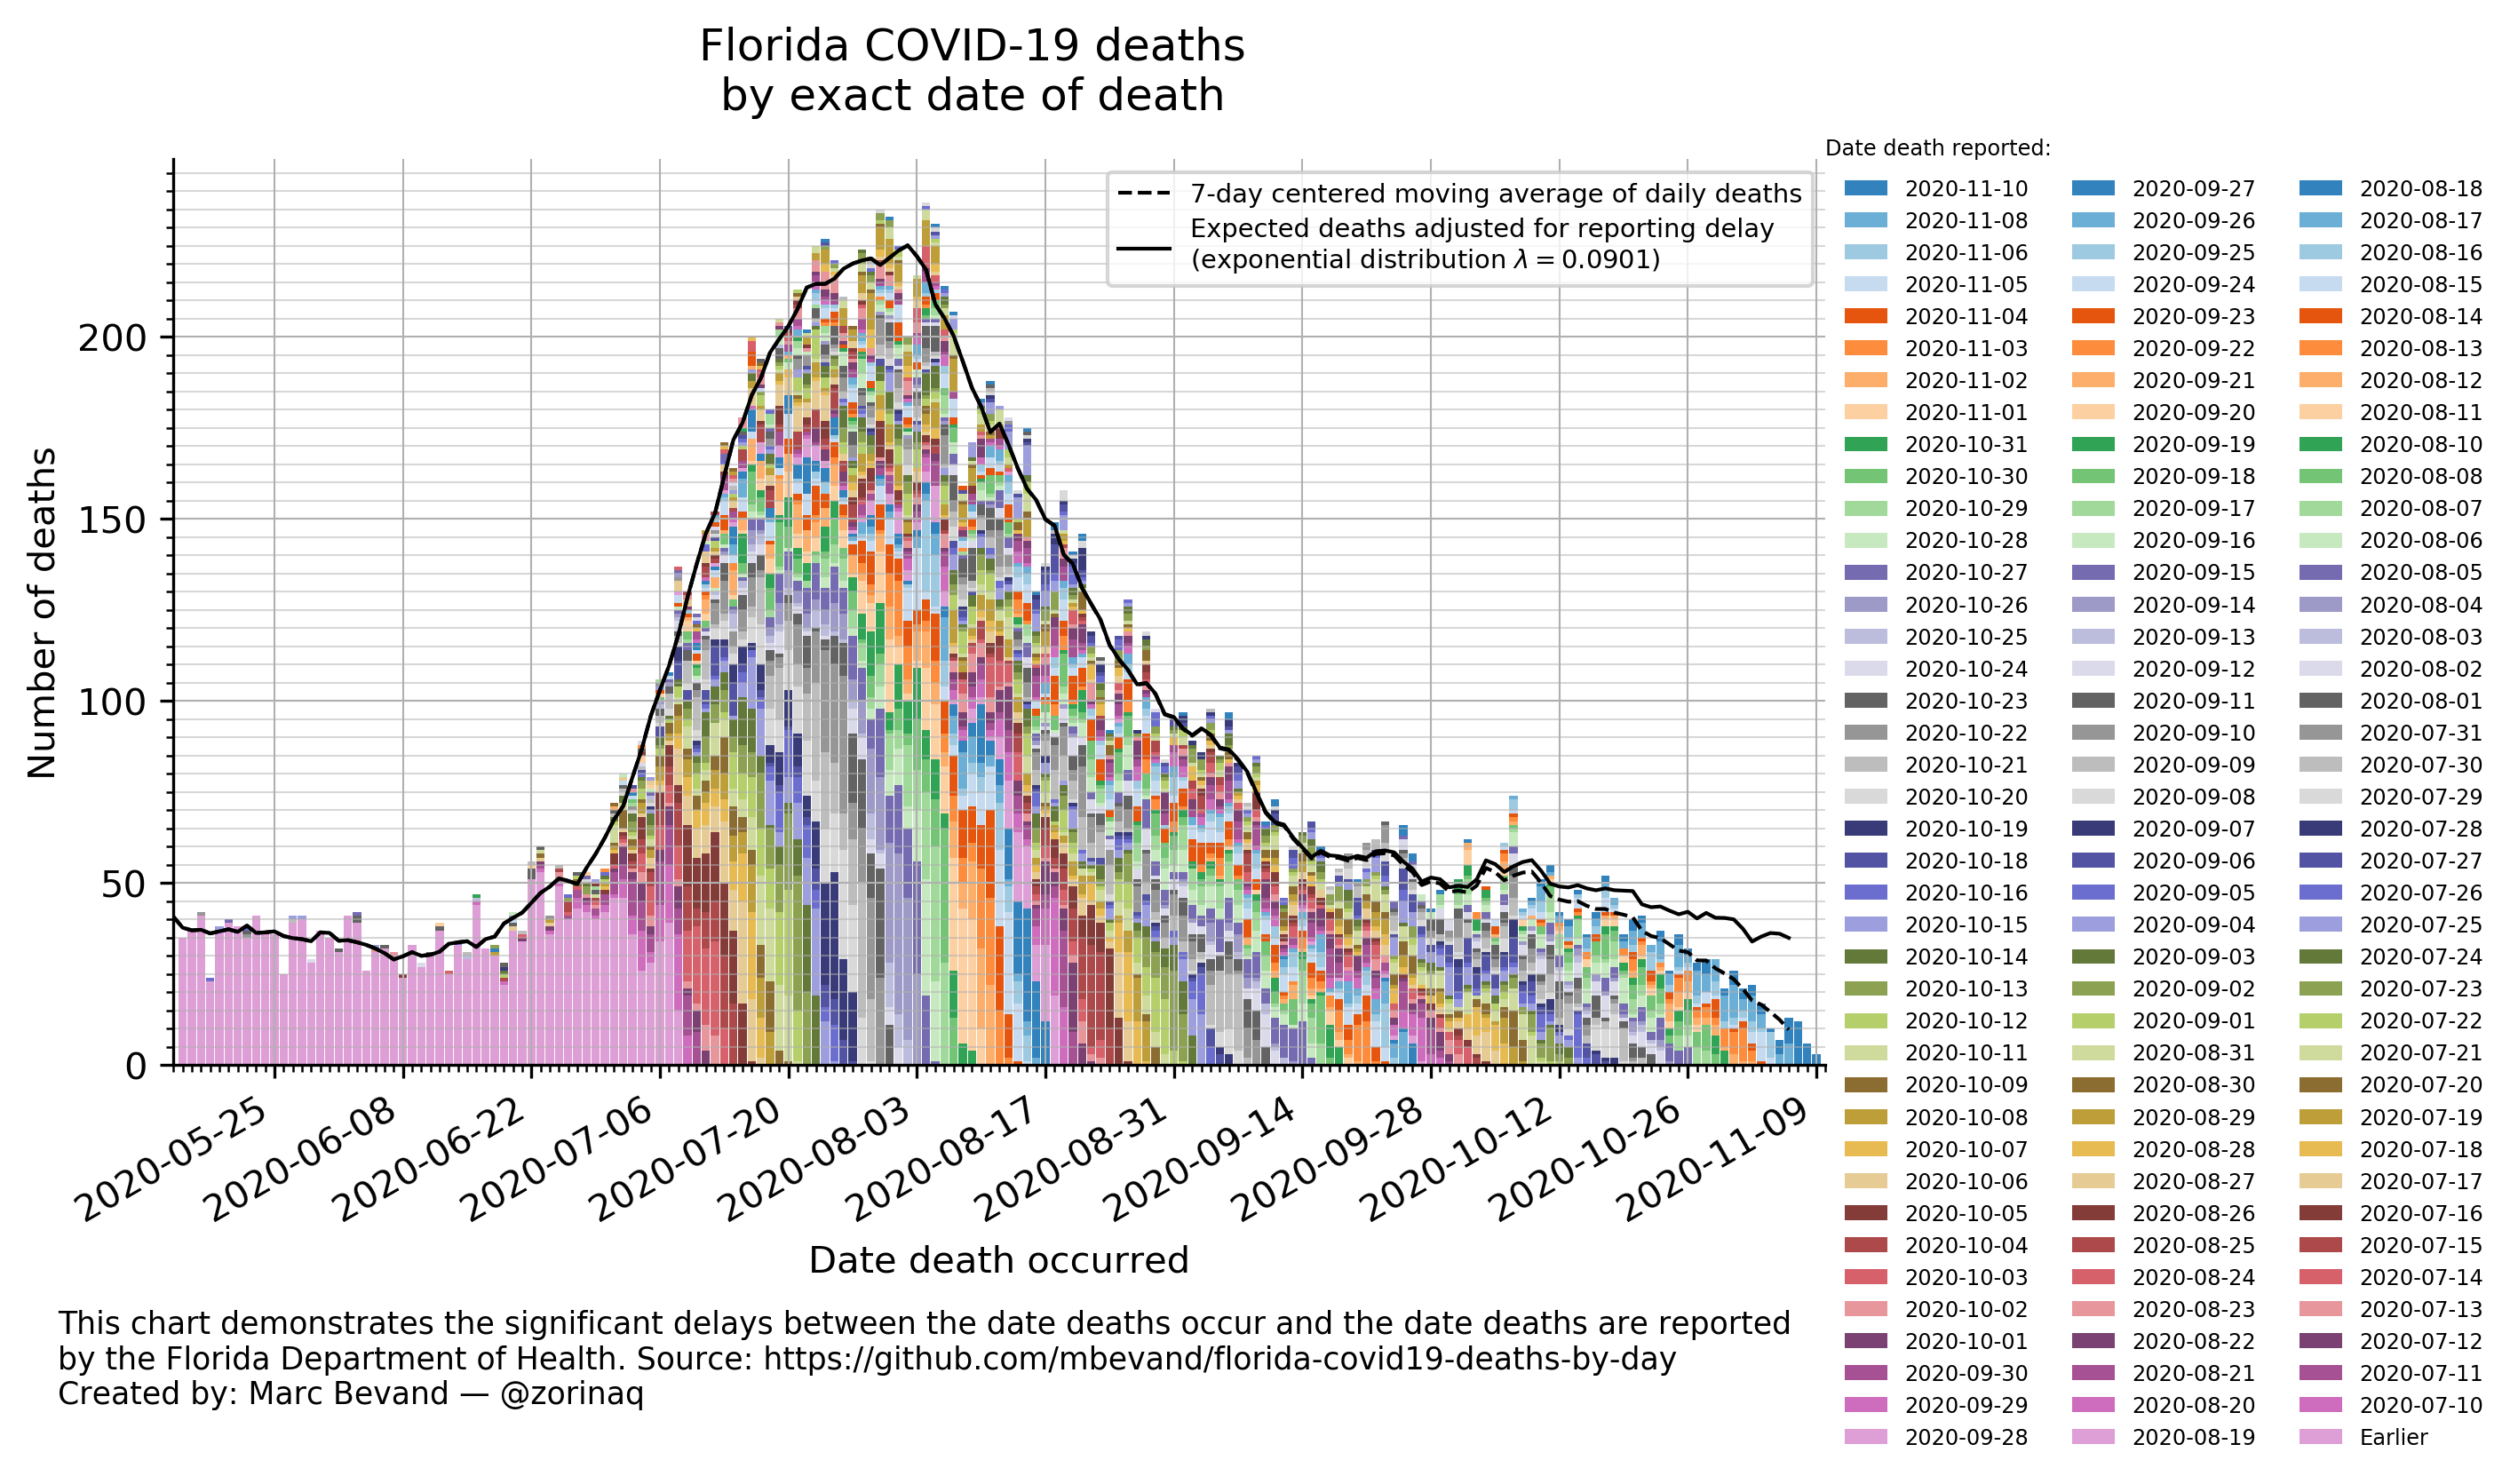 Florida COVID-19 deaths
by exact date of death
Date death reported:
7-day centered moving average of daily deaths
Expected deaths adjusted for reporting delay
(exponential distribution λ = 0.0901)
2020-11-10 2020-09-27 2020-08-18
2020-11-08 2020-09-26 2020-08-17
2020-11-06 2020-09-25 2020-08-16
2020-11-05 2020-09-24 2020-08-15
2020-11-04 2020-09-23 2020-08-14
2020-11-03 2020-09-22 2020-08-13
2020-11-02 2020-09-21 2020-08-12
2020-11-01 2020-09-20 2020-08-11
2020-10-31 2020-09-19 2020-08-10
2020-10-30 2020-09-18 2020-08-08
2020-10-29 2020-09-17 2020-08-07
2020-10-28 2020-09-16 2020-08-06
2020-10-27 2020-09-15 2020-08-05
2020-10-26 2020-09-14 2020-08-04
2020-10-25 2020-09-13 2020-08-03
2020-10-24 2020-09-12 2020-08-02
2020-10-23 2020-09-11 2020-08-01
2020-10-22 2020-09-10 2020-07-31
2020-10-21 2020-09-09 2020-07-30
2020-10-20 2020-09-08 2020-07-29
2020-10-19 2020-09-07 2020-07-28
2020-10-18 2020-09-06 2020-07-27
2020-10-16 2020-09-05 2020-07-26
2020-10-15 2020-09-04 2020-07-25
2020-10-14 2020-09-03 2020-07-24
2020-10-13 2020-09-02 2020-07-23
2020-10-12 2020-09-01 2020-07-22
2020-10-11 2020-08-31 2020-07-21
2020-10-09 2020-08-30 2020-07-20
2020-10-08 2020-08-29 2020-07-19
2020-10-07 2020-08-28 2020-07-18
2020-10-06 2020-08-27 2020-07-17
2020-10-05 2020-08-26 2020-07-16
2020-10-04 2020-08-25 2020-07-15
2020-10-03 2020-08-24 2020-07-14
2020-10-02 2020-08-23 2020-07-13
2020-10-01 2020-08-22 2020-07-12
2020-09-30 2020-08-21 2020-07-11
2020-09-29 2020-08-20 2020-07-10
2020-09-28 2020-08-19 Earlier
Number of deaths
200
150
100
50
0
2020-05-25 2020-06-08 2020-06-22 2020-07-06 2020-07-20 2020-08-03 2020-08-17 2020-08-31 2020-09-14 2020-09-28 2020-10-12 2020-10-26 2020-11-09
Date death occurred
This chart demonstrates the significant delays between the date deaths occur and the date deaths are reported
by the Florida Department of Health. Source: https://github.com/mbevand/florida-covid19-deaths-by-day
Created by: Marc Bevand — @zorinaq